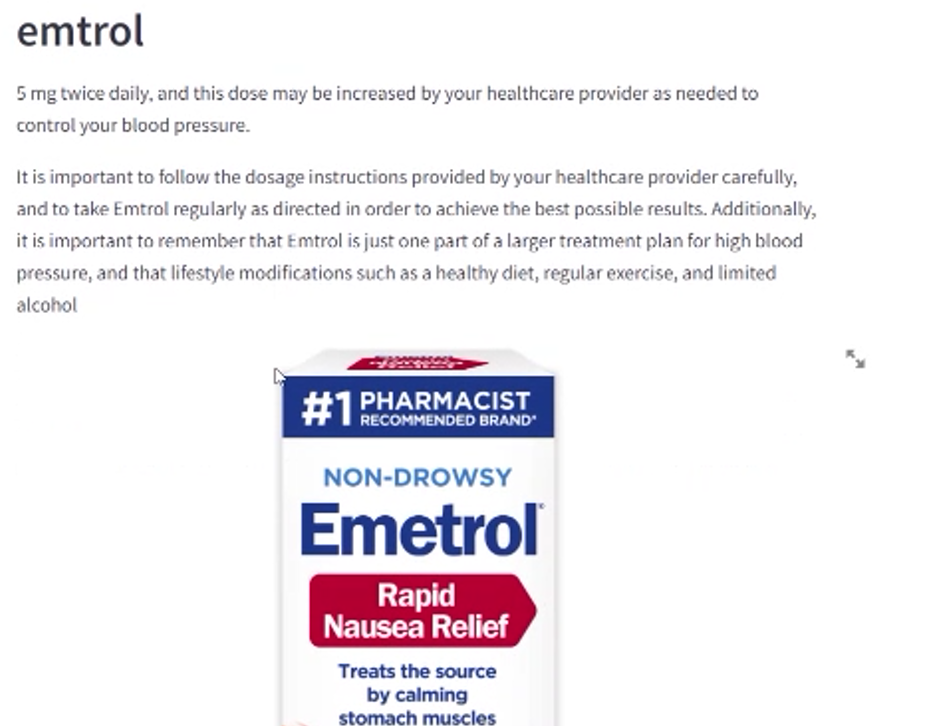 emtrol
5 mg twice daily, and this dose may be increased by your healthcare provider as needed to
control your blood pressure.
It is important to follow the dosage instructions provided by your healthcare provider carefully,
and to take Emtrol regularly as directed in order to achieve the best possible results. Additionally,
it is important to remember that Emtrol is just one part of a larger treatment plan for high blood
pressure, and that lifestyle modifications such as a healthy diet, regular exercise, and limited
alcohol
#1 PHARMACIST
RECOMMENDED BRAND*
NON-DROWSY
Emetrol®
Rapid
Nausea Relief
Treats the source
by calming
stomach muscles